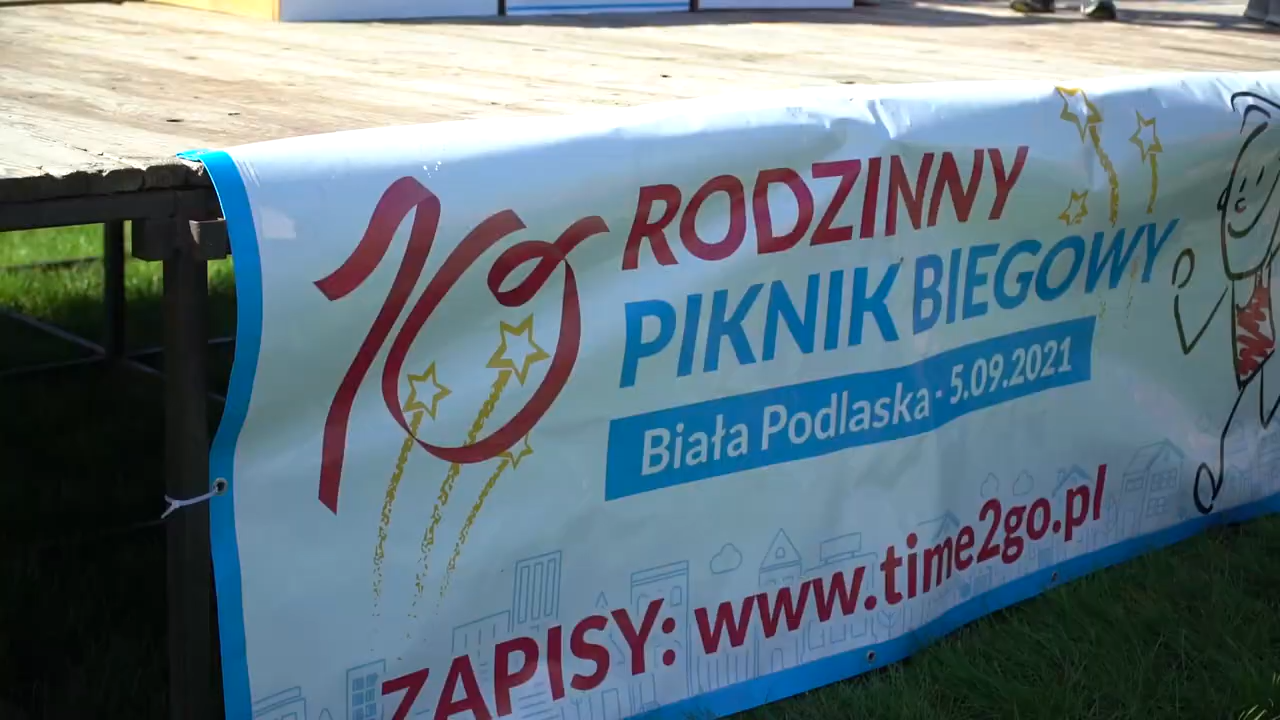 10 RODZINNY
PIKNIK BIEGOWY
Biała Podlaska - 5.09.2021
ZAPISY: www.time2go.pl